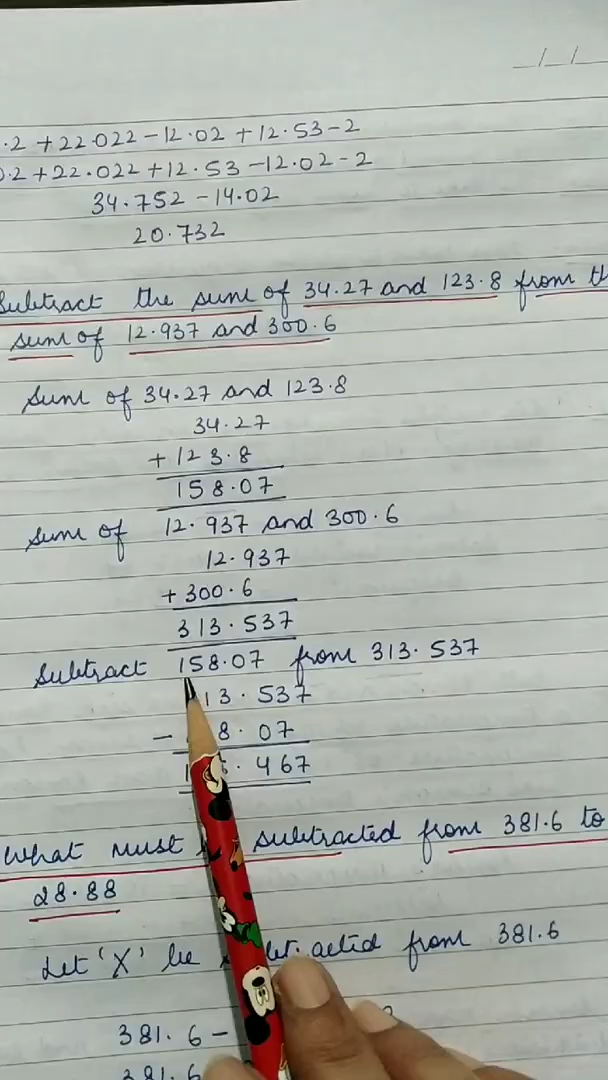 .2 + 22.022 - 12.02 + 12.53 - 2
0.2 + 22.022 + 12.53 - 12.02 - 2
34.752 - 14.02
20.732
Subtract the sum of 34.27 and 123.8 from th
sum of 12.937 and 300.6
Sum of 34.27 and 123.8
34.27
+ 123.8
158.07
Sum of 12.937 and 300.6
12.937
+ 300.6
313.537
Subtract 158.07 from 313.537
13.537
- 8.07
.467
What must subtracted from 381.6 to
28.88
Let 'X' be from 381.6
381.6 -
381.6